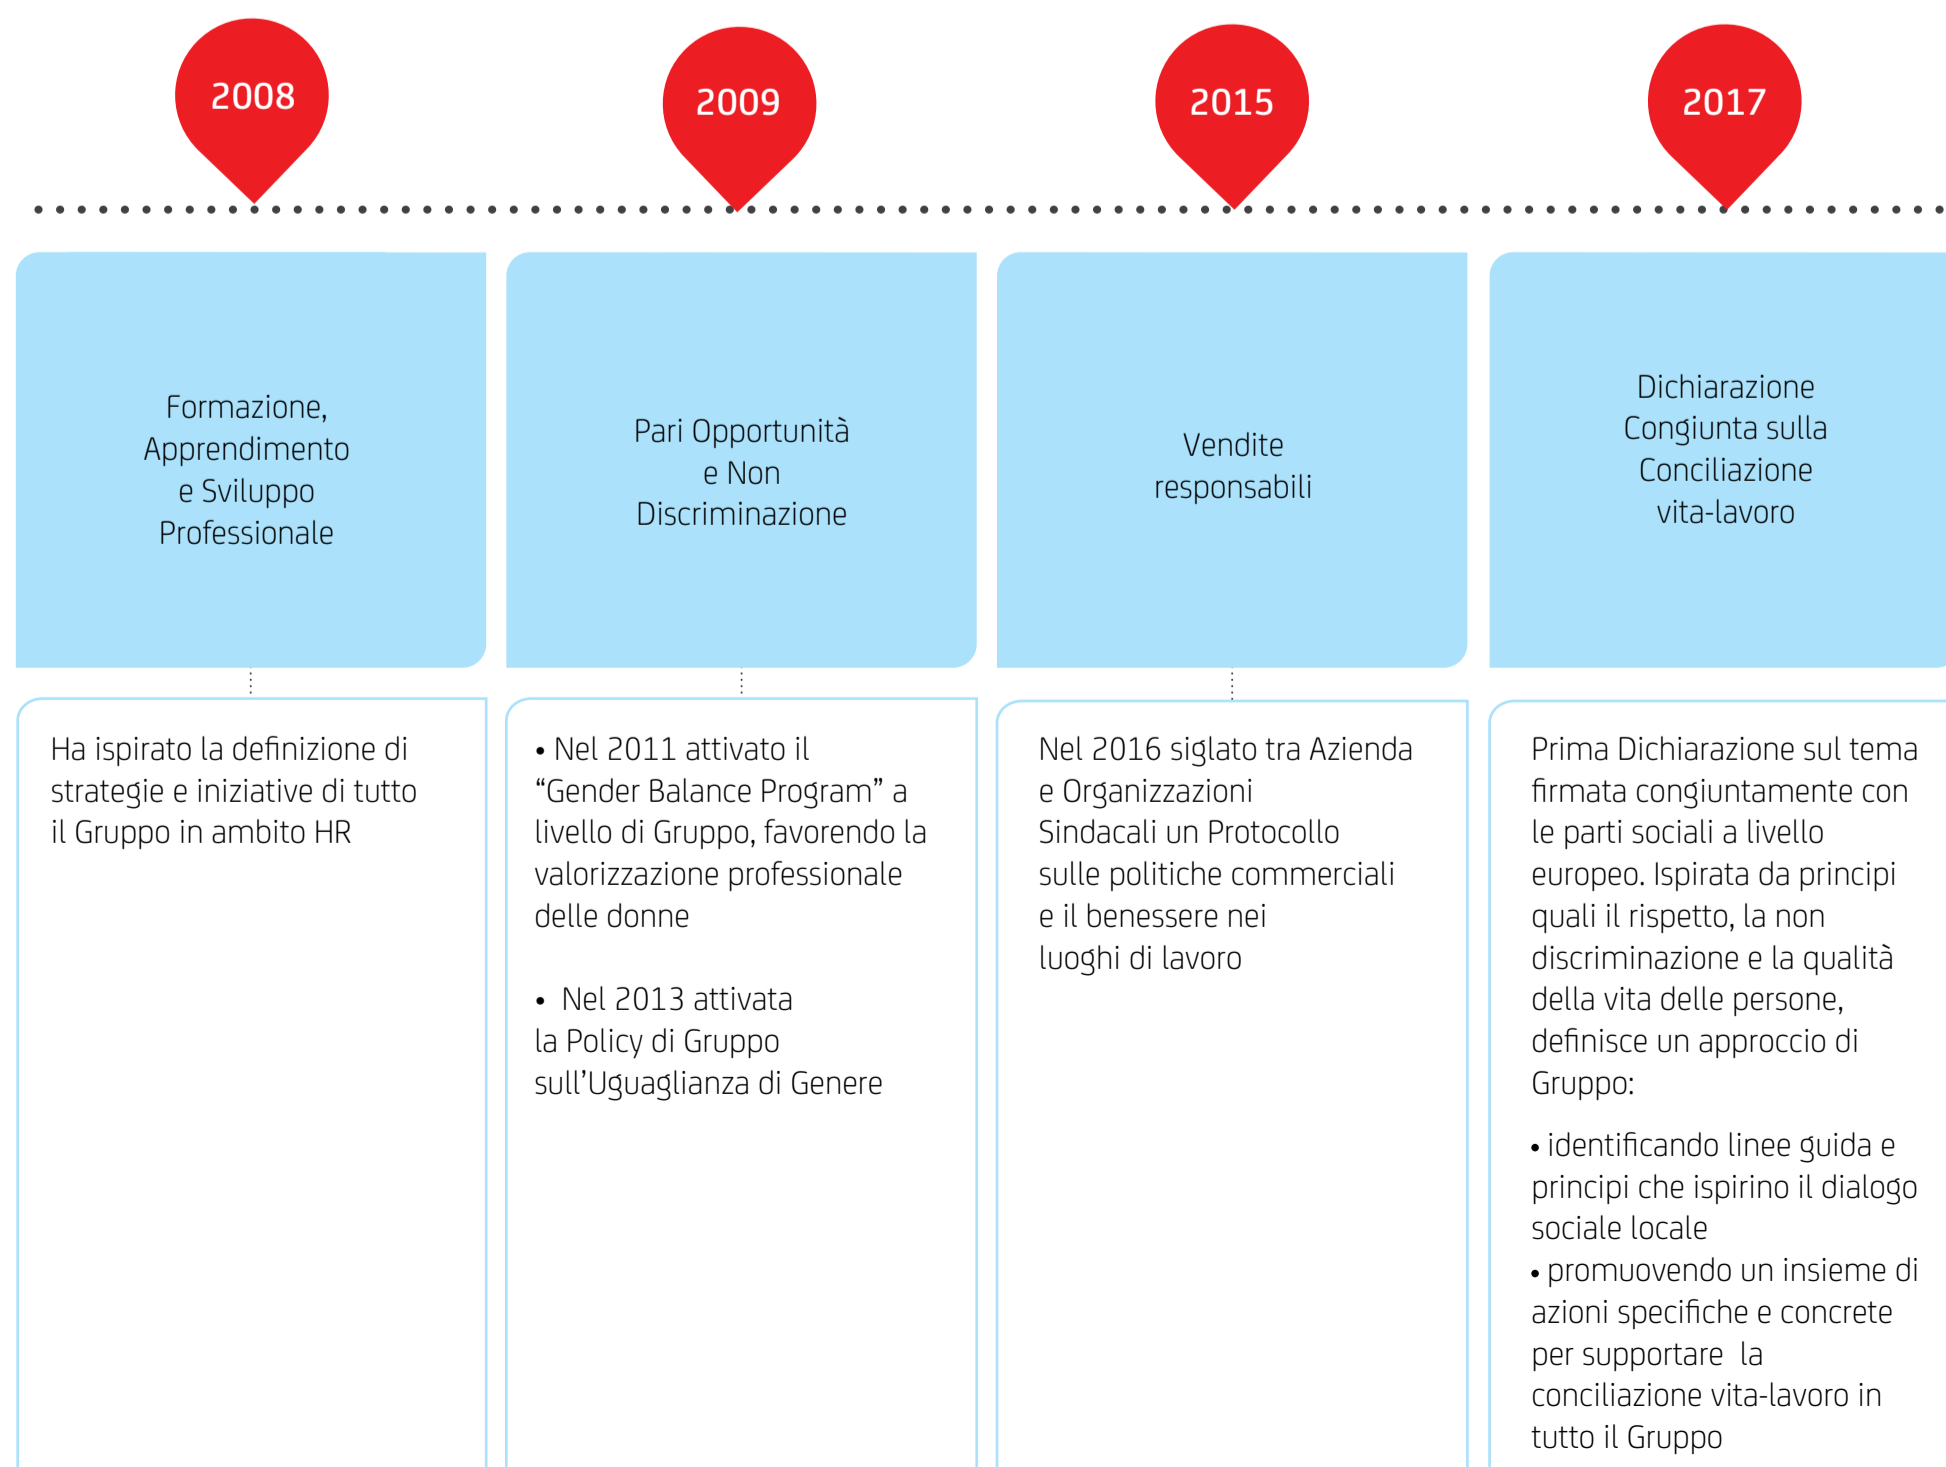 2008
2009
2015
2017
Formazione,
Apprendimento
e Sviluppo
Professionale
Pari Opportunità
e Non
Discriminazione
Vendite
responsabili
Dichiarazione
Congiunta sulla
Conciliazione
vita-lavoro
Ha ispirato la definizione di
strategie e iniziative di tutto
il Gruppo in ambito HR
• Nel 2011 attivato il
“Gender Balance Program” a
livello di Gruppo, favorendo la
valorizzazione professionale
delle donne
• Nel 2013 attivata
la Policy di Gruppo
sull’Uguaglianza di Genere
Nel 2016 siglato tra Azienda
e Organizzazioni
Sindacali un Protocollo
sulle politiche commerciali
e il benessere nei
luoghi di lavoro
Prima Dichiarazione sul tema
firmata congiuntamente con
le parti sociali a livello
europeo. Ispirata da principi
quali il rispetto, la non
discriminazione e la qualità
della vita delle persone,
definisce un approccio di
Gruppo:
• identificando linee guida e
principi che ispirino il dialogo
sociale locale
• promuovendo un insieme di
azioni specifiche e concrete
per supportare la
conciliazione vita-lavoro in
tutto il Gruppo